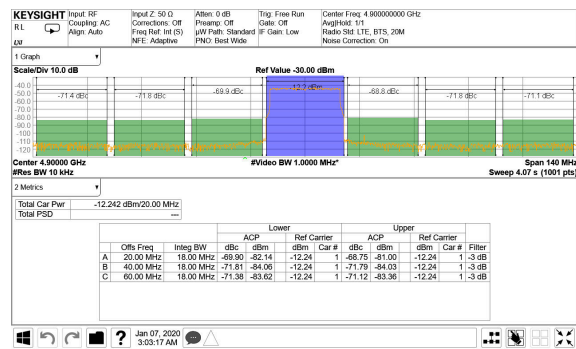 KEYSIGHT Input: RF Input Z: 50 Ω Atten: 0 dB Trig: Free Run Center Freq: 4.900000000 GHz
RL Coupling: AC Corrections: Off Preamp: Off Gate: Off Avg|Hold: 1/1
Align: Auto Freq Ref: Int (S) µW Path: Standard IF Gain: Low Radio Std: LTE, BTS, 20M
LXI NFE: Adaptive PNO: Best Wide Noise Correction: On
1 Graph
Scale/Div 10.0 dB Ref Value -30.00 dBm
-40.0
-50.0
-60.0
-70.0
-80.0
-90.0
-100
-110
-120
-71.4 dBc -71.8 dBc -69.9 dBc -12.2 dBm -68.8 dBc -71.8 dBc -71.1 dBc
Center 4.90000 GHz #Video BW 1.0000 MHz* Span 140 MHz
#Res BW 10 kHz Sweep 4.07 s (1001 pts)
2 Metrics
Total Car Pwr -12.242 dBm/20.00 MHz
Total PSD ---
Lower Upper
ACP Ref Carrier ACP Ref Carrier
Offs Freq Integ BW dBc dBm dBm Car # dBc dBm dBm Car # Filter
A 20.00 MHz 18.00 MHz -69.90 -82.14 -12.24 1 -68.75 -81.00 -12.24 1 -3 dB
B 40.00 MHz 18.00 MHz -71.81 -84.06 -12.24 1 -71.79 -84.03 -12.24 1 -3 dB
C 60.00 MHz 18.00 MHz -71.38 -83.62 -12.24 1 -71.12 -83.36 -12.24 1 -3 dB
? Jan 07, 2020
3:03:17 AM